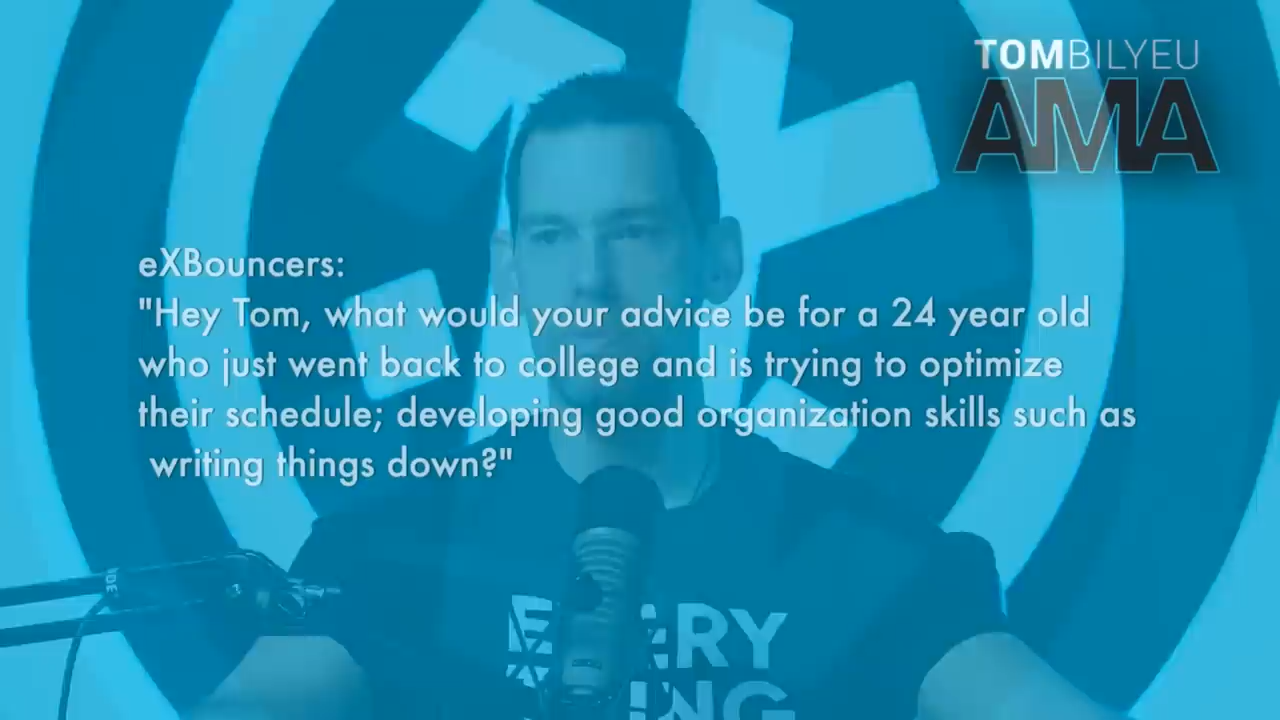 TOMBILYEU
AMA
eXBouncers:
"Hey Tom, what would your advice be for a 24 year old
who just went back to college and is trying to optimize
their schedule; developing good organization skills such as
writing things down?"